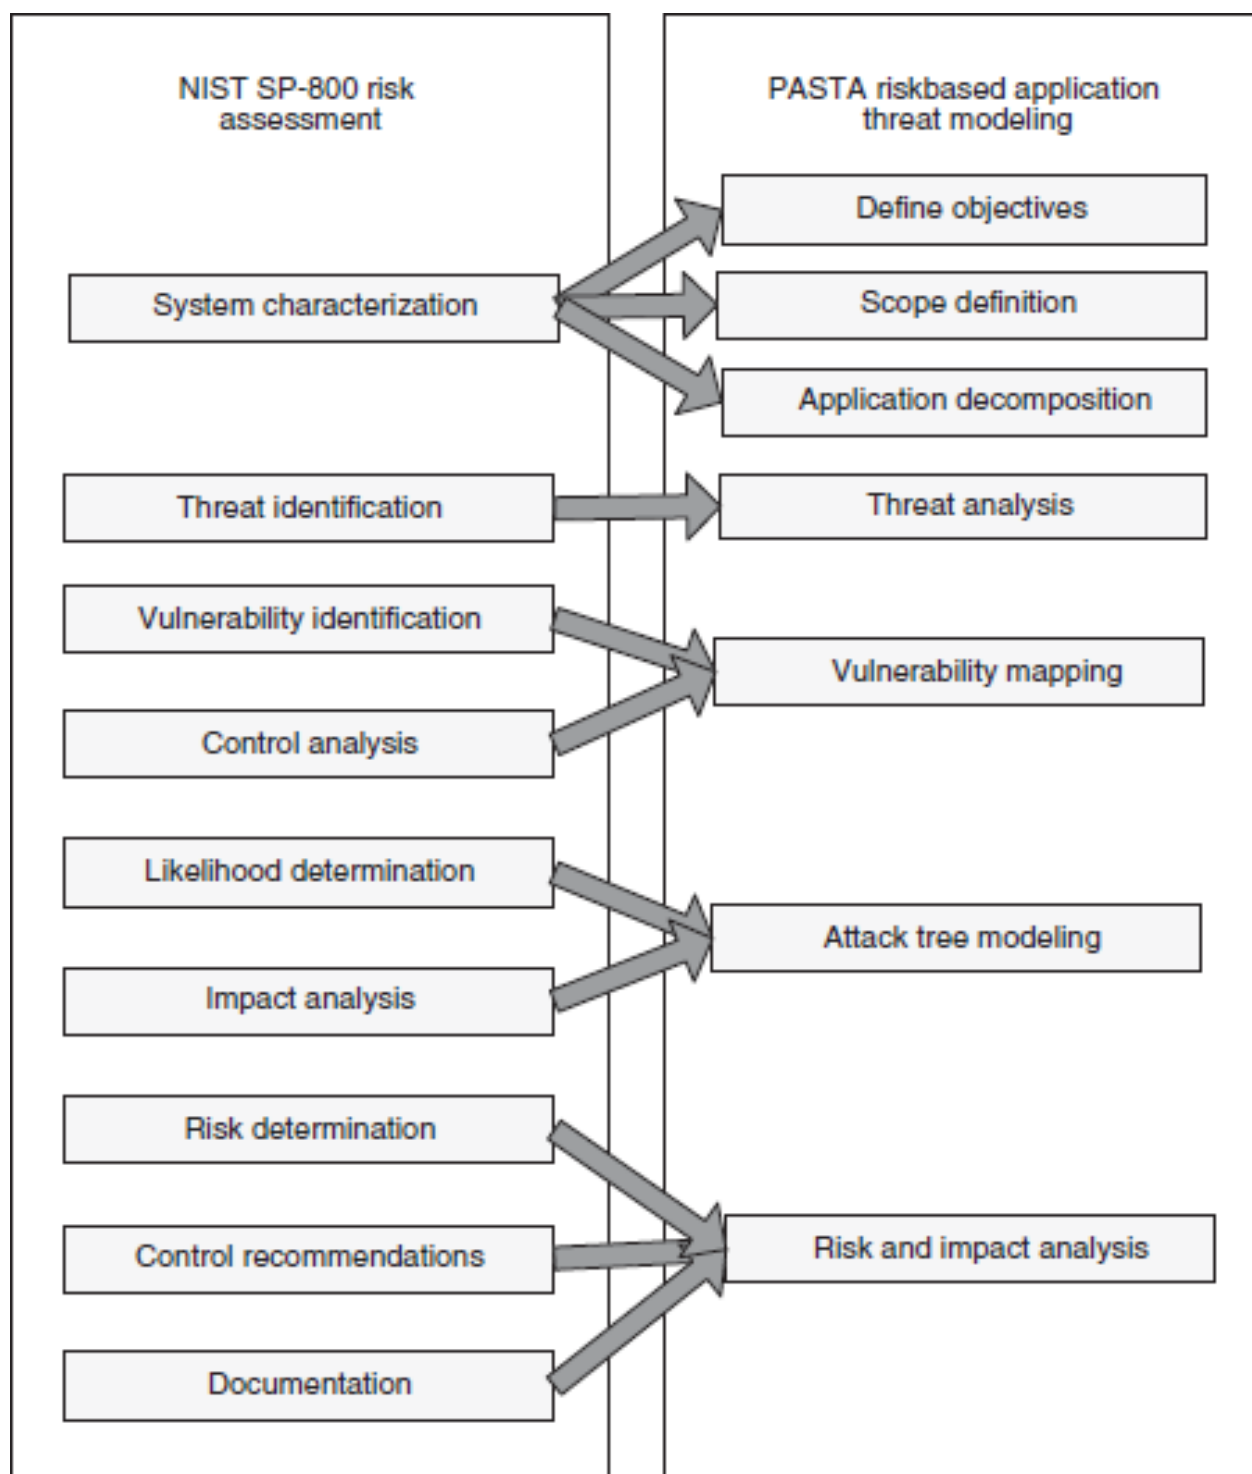 NIST SP-800 risk
assessment
System characterization
Threat identification
Vulnerability identification
Control analysis
Likelihood determination
Impact analysis
Risk determination
Control recommendations
Documentation
PASTA riskbased application
threat modeling
Define objectives
Scope definition
Application decomposition
Threat analysis
Vulnerability mapping
Attack tree modeling
Risk and impact analysis